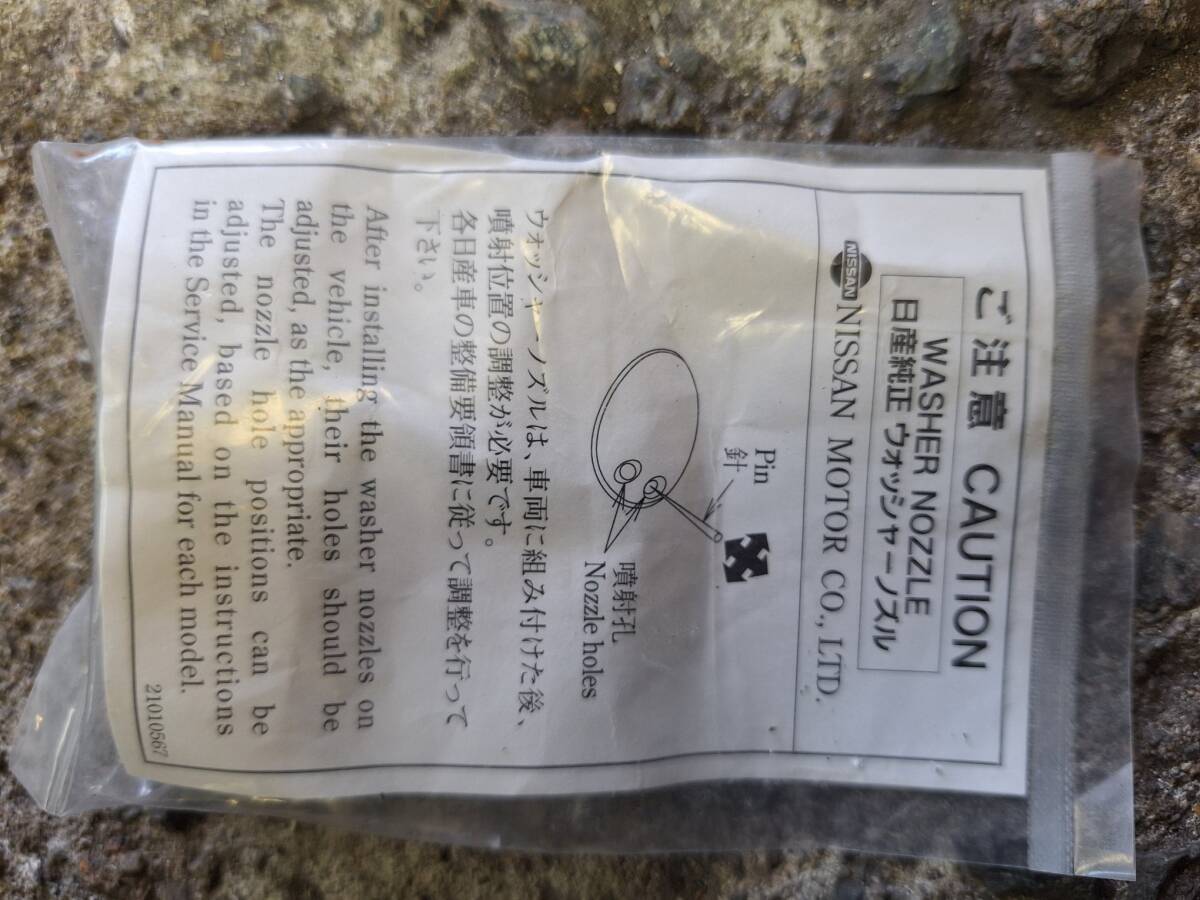 ご注意 CAUTION
WASHER NOZZLE
日産純正 ウォッシャーノズル
NISSAN NISSAN MOTOR CO., LTD.
Pin
針
噴射孔
Nozzle holes
ウォッシャーノズルは、車両に組み付けた後、
噴射位置の調整が必要です。
各日産車の整備要領書に従って調整を行って
下さい。
After installing the washer nozzles on
the vehicle, their holes should be
adjusted, as the appropriate.
The nozzle hole positions can be
adjusted, based on the instructions
in the Service Manual for each model.
21010567